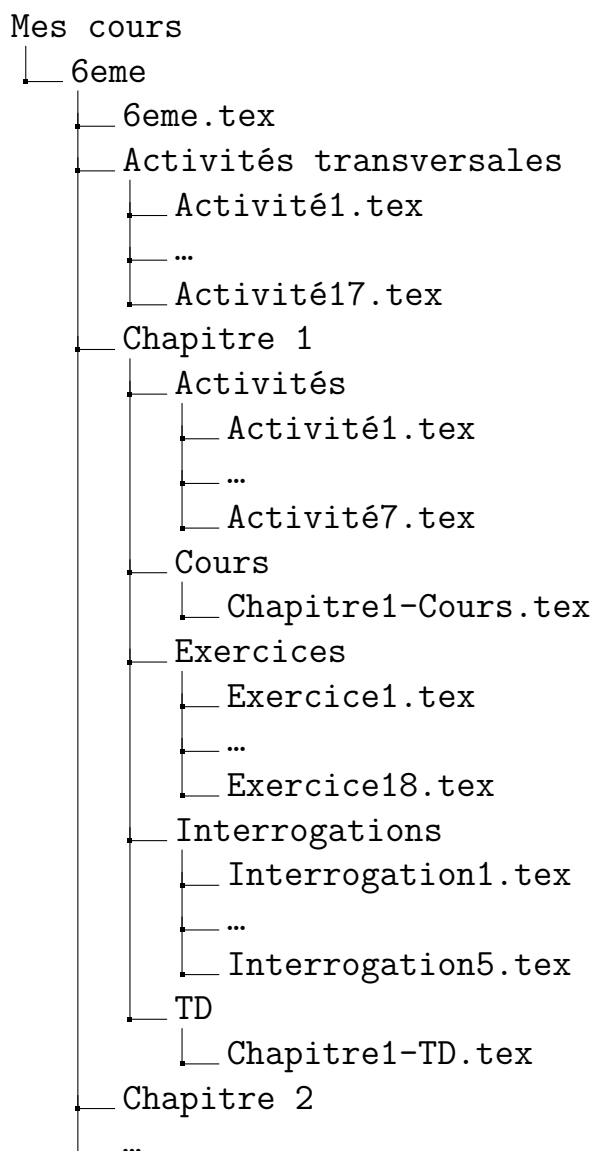 Mes cours
6eme
6eme.tex
Activités transversales
Activité1.tex
…
Activité17.tex
Chapitre 1
Activités
Activité1.tex
…
Activité7.tex
Cours
Chapitre1-Cours.tex
Exercices
Exercice1.tex
…
Exercice18.tex
Interrogations
Interrogation1.tex
…
Interrogation5.tex
TD
Chapitre1-TD.tex
Chapitre 2
…